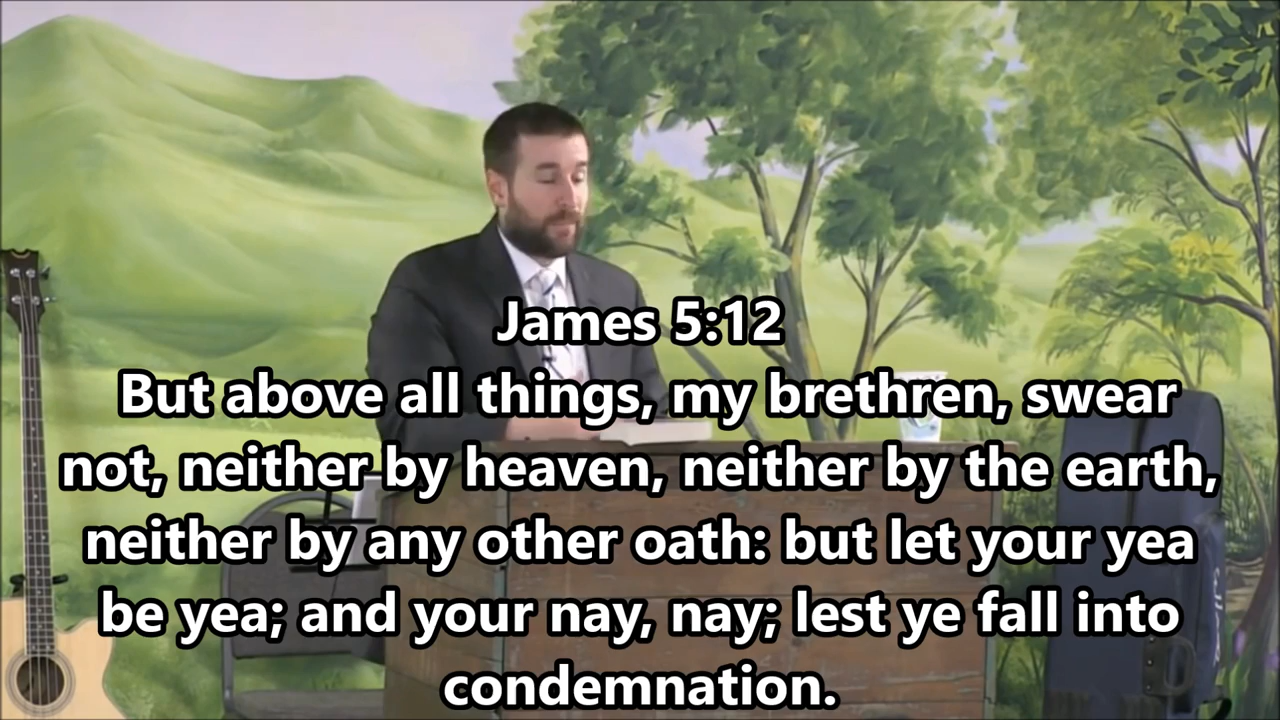 James 5:12
But above all things, my brethren, swear
not, neither by heaven, neither by the earth,
neither by any other oath: but let your yea
be yea; and your nay, nay; lest ye fall into
condemnation.